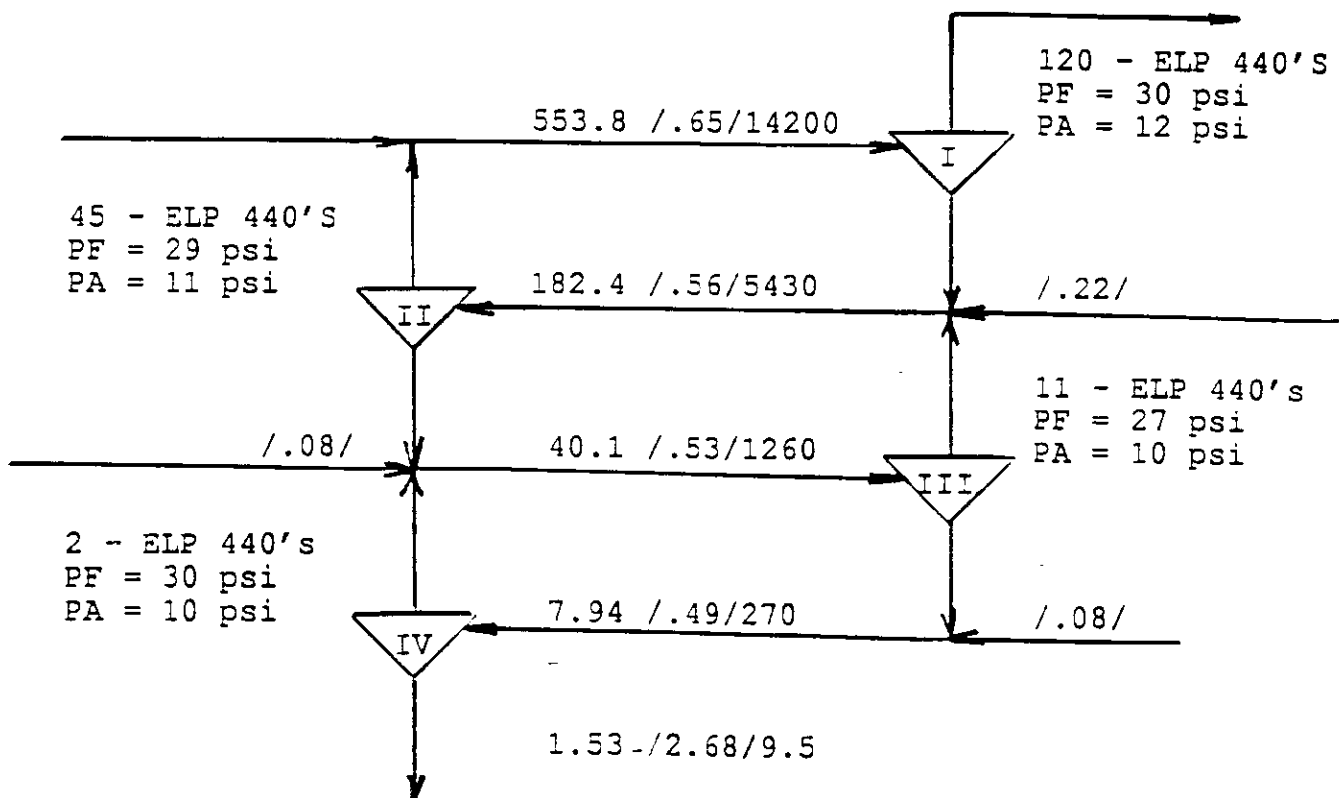 120 - ELP 440'S
PF = 30 psi
PA = 12 psi
553.8 /.65/14200
I
45 - ELP 440'S
PF = 29 psi
PA = 11 psi
182.4 /.56/5430
/.22/
II
11 - ELP 440's
PF = 27 psi
PA = 10 psi
/.08/
40.1 /.53/1260
III
2 - ELP 440's
PF = 30 psi
PA = 10 psi
7.94 /.49/270
/.08/
IV
1.53 /2.68/9.5